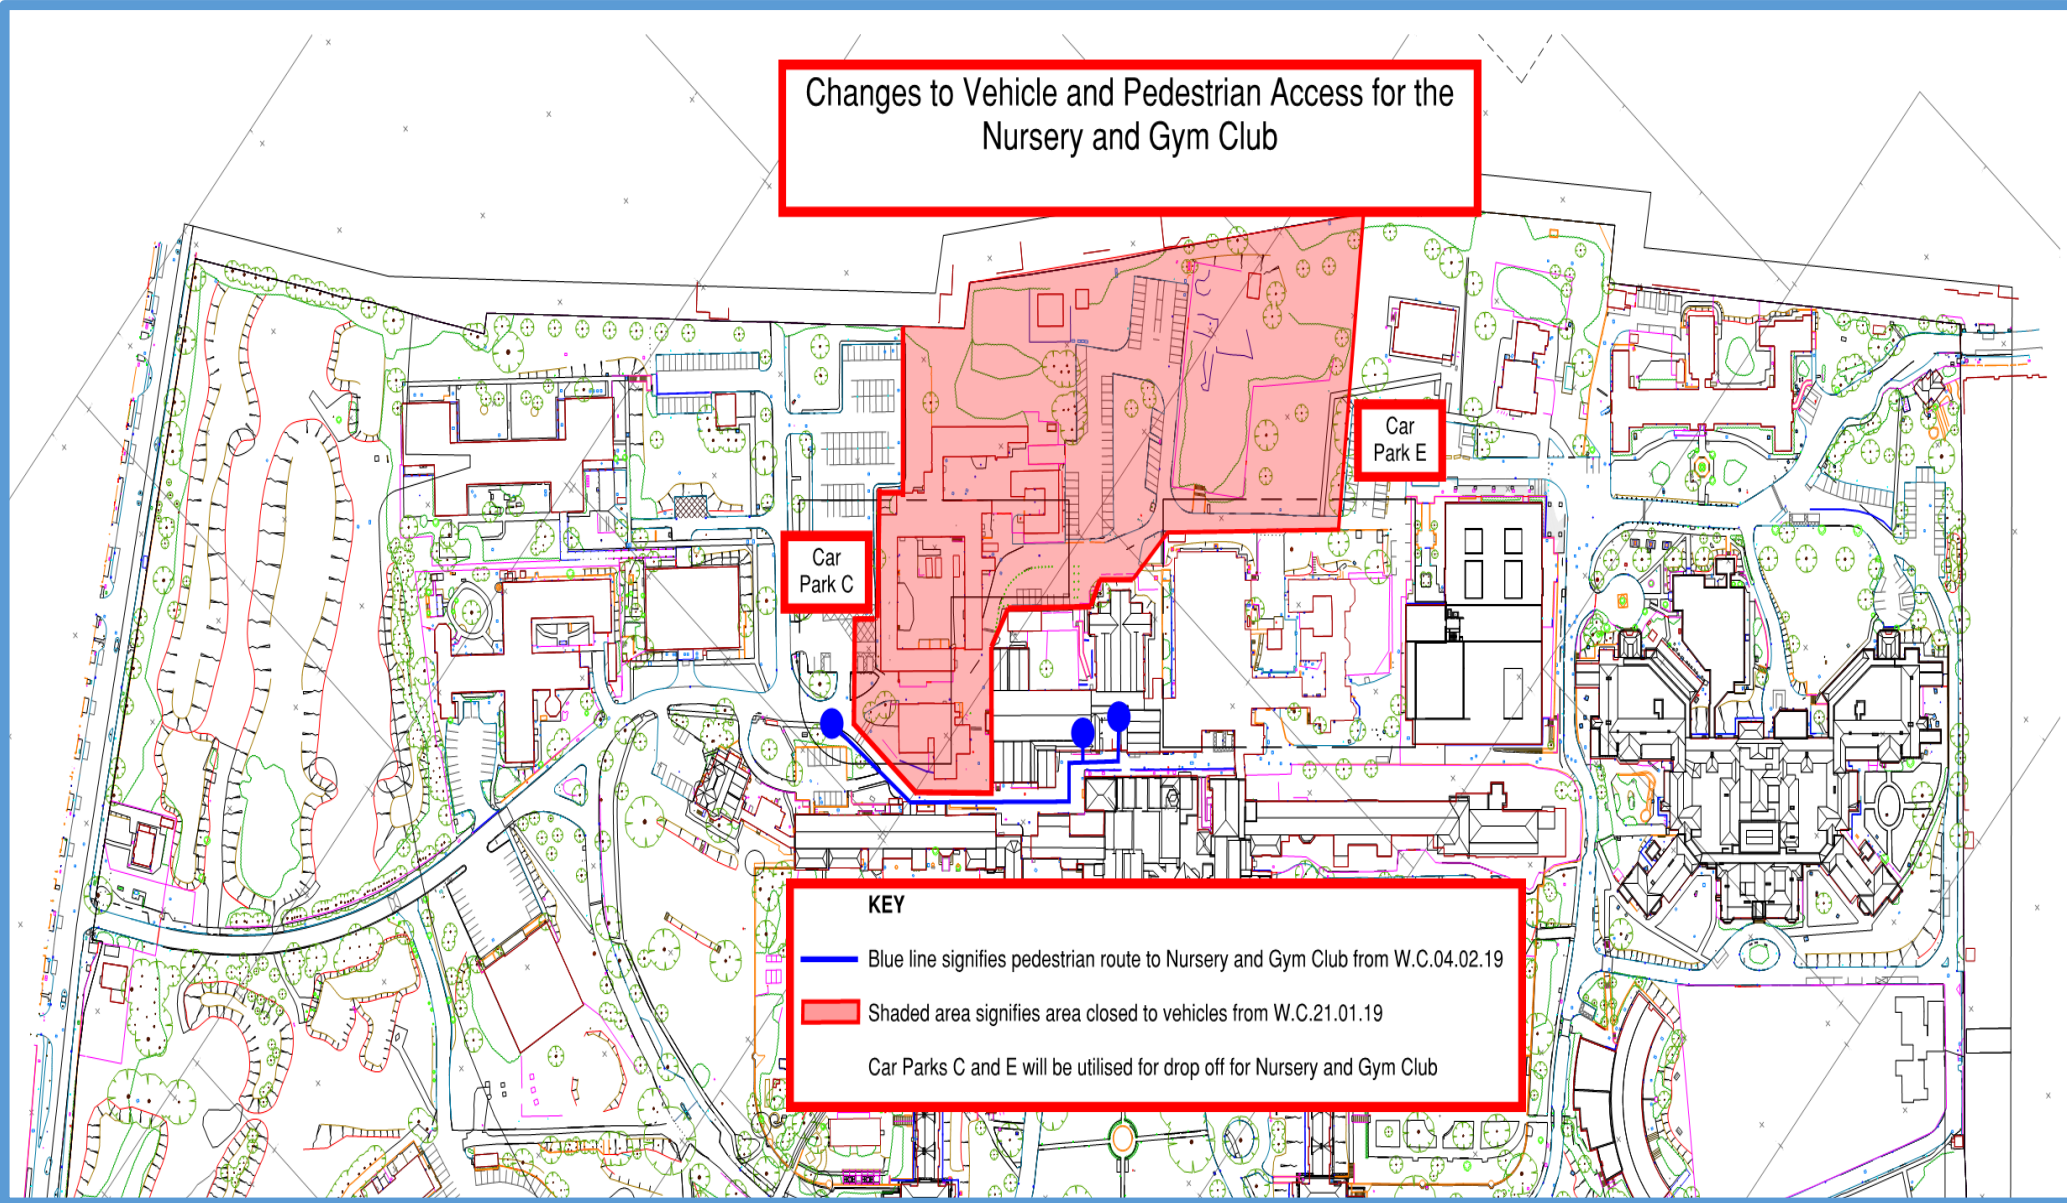 Changes to Vehicle and Pedestrian Access for the
Nursery and Gym Club
Car
Park E
Car
Park C
KEY
Blue line signifies pedestrian route to Nursery and Gym Club from W.C.04.02.19
Shaded area signifies area closed to vehicles from W.C.21.01.19
Car Parks C and E will be utilised for drop off for Nursery and Gym Club